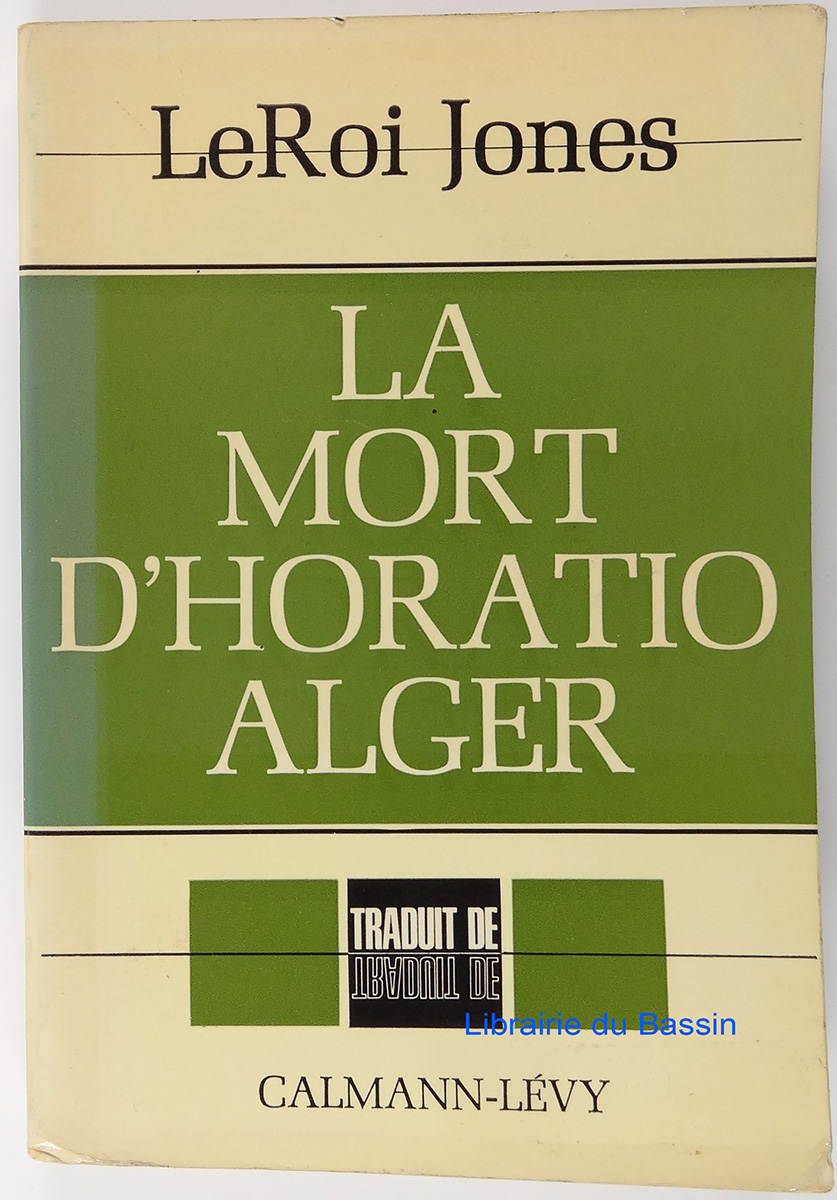 LeRoi Jones
LA
MORT
D'HORATIO
ALGER
TRADUIT DE
TRADUIT DE
Librairie du Bassin
CALMANN-LÉVY